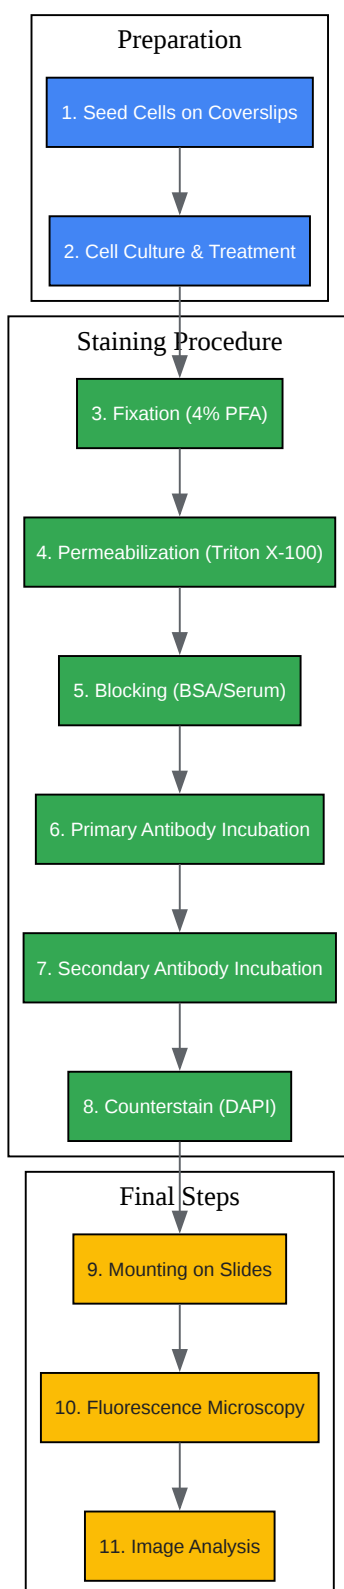 Preparation
1. Seed Cells on Coverslips
2. Cell Culture & Treatment
Staining Procedure
3. Fixation (4% PFA)
4. Permeabilization (Triton X-100)
5. Blocking (BSA/Serum)
6. Primary Antibody Incubation
7. Secondary Antibody Incubation
8. Counterstain (DAPI)
Final Steps
9. Mounting on Slides
10. Fluorescence Microscopy
11. Image Analysis